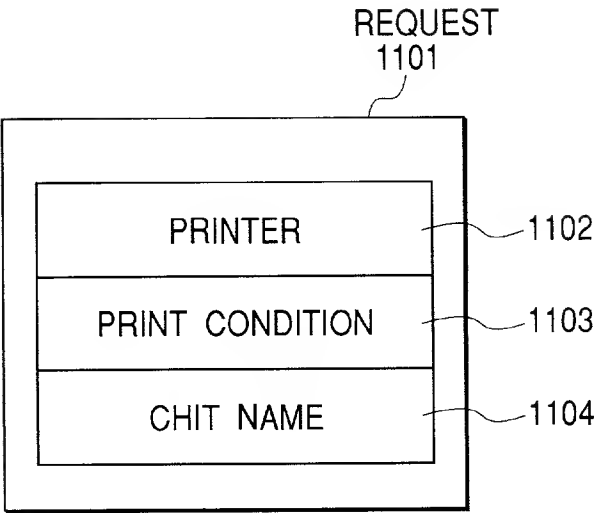 REQUEST
1101
PRINTER
1102
PRINT CONDITION
1103
CHIT NAME
1104